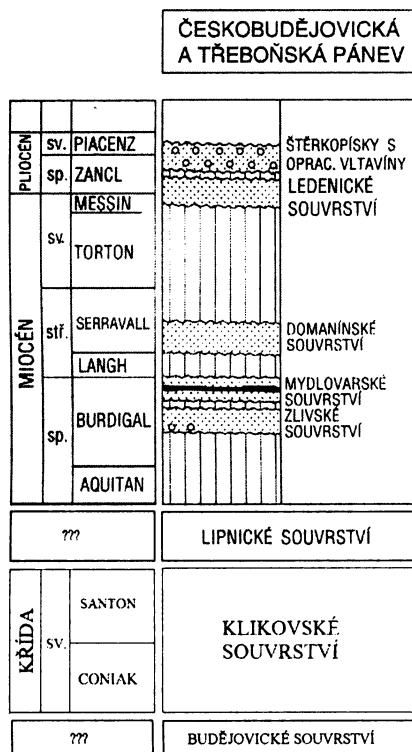 ČESKOBUDĚJOVICKÁ
A TŘEBOŇSKÁ PÁNEV
PLIOCÉN
sv.
PIACENZ
ŠTĚRKOPÍSKY S
OPRAC. VLTAVÍNY
sp.
ZANCL
LEDENICKÉ
SOUVRSTVÍ
MIOCÉN
sv.
MESSIN
TORTON
stř.
SERRAVALL
DOMANÍNSKÉ
SOUVRSTVÍ
LANGH
sp.
BURDIGAL
MYDLOVARSKÉ
SOUVRSTVÍ
ZLIVSKÉ
SOUVRSTVÍ
AQUITAN
???
LIPNICKÉ SOUVRSTVÍ
KŘÍDA
sv.
SANTON
CONIAK
KLIKOVSKÉ
SOUVRSTVÍ
???
BUDĚJOVICKÉ SOUVRSTVÍ